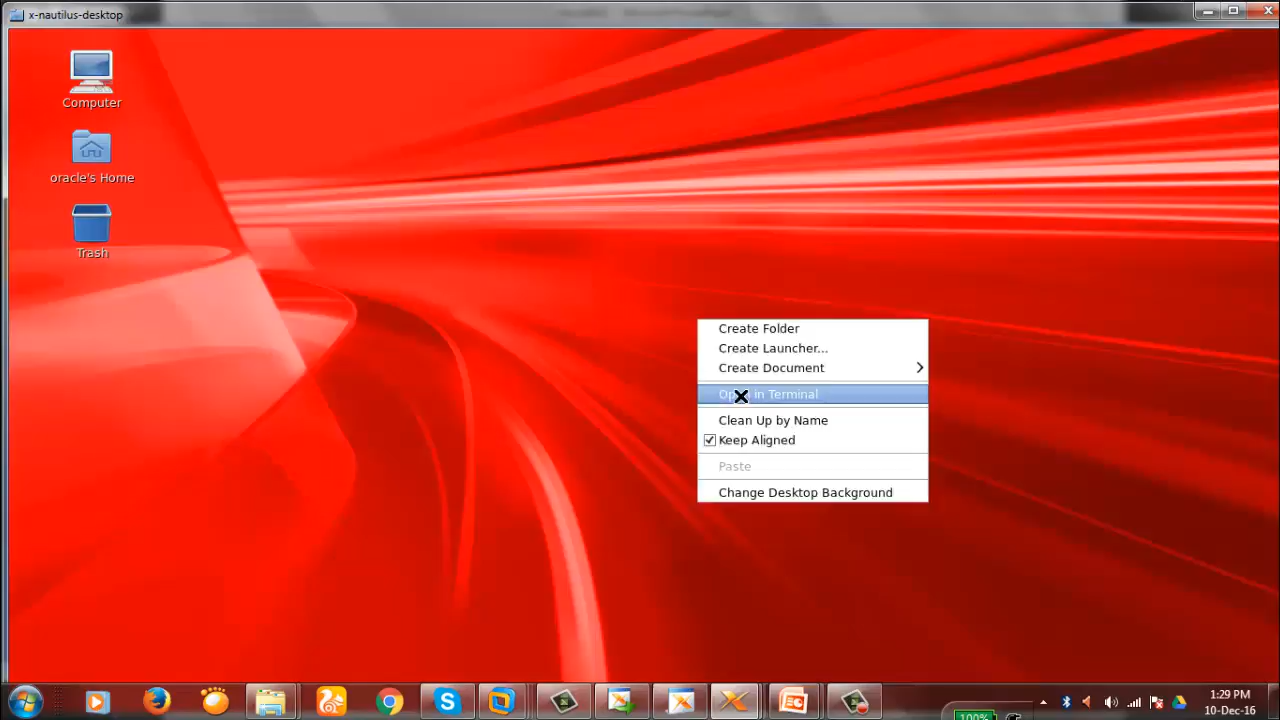 x-nautilus-desktop
Computer
oracle's Home
Trash
Create Folder
Create Launcher...
Create Document
in Terminal
Clean Up by Name
Keep Aligned
Paste
Change Desktop Background
1:29 PM
10-Dec-16
100%